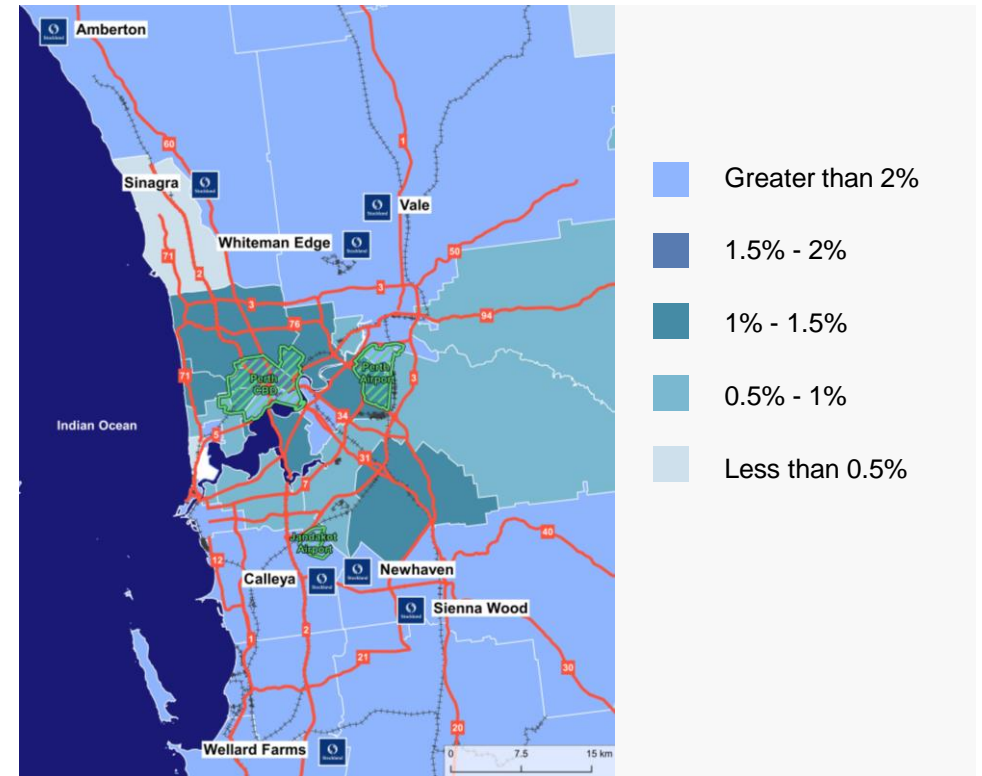 Amberton
60
1
Sinagra
Vale
Whiteman Edge
50
71
2
3
3
94
76
Perth
CBD
Perth
Airport
71
3
34
Indian Ocean
5
31
7
Jandakot
Airport
40
12
Newhaven
Calleya
Sienna Wood
1
2
21
30
20
Wellard Farms
0 7.5 15 km
Greater than 2%
1.5% - 2%
1% - 1.5%
0.5% - 1%
Less than 0.5%